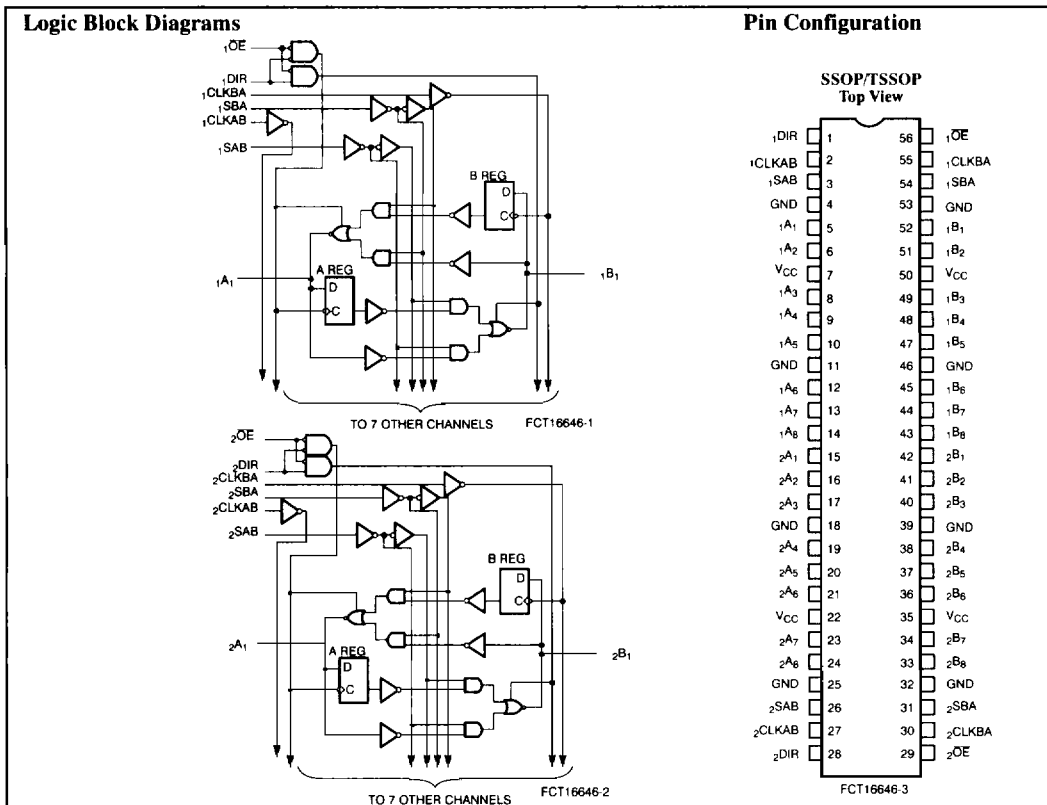 Logic Block Diagrams
Pin Configuration
1OE
1DIR
1CLKBA
1SBA
1CLKAB
1SAB
B REG
D
C
1A1
A REG
D
C
1B1
TO 7 OTHER CHANNELS
FCT16646-1
2OE
2DIR
2CLKBA
2SBA
2CLKAB
2SAB
B REG
D
C
2A1
A REG
D
C
2B1
TO 7 OTHER CHANNELS
FCT16646-2
SSOP/TSSOP
Top View
1DIR 1 56 1OE
1CLKAB 2 55 1CLKBA
1SAB 3 54 1SBA
GND 4 53 GND
1A1 5 52 1B1
1A2 6 51 1B2
VCC 7 50 VCC
1A3 8 49 1B3
1A4 9 48 1B4
1A5 10 47 1B5
GND 11 46 GND
1A6 12 45 1B6
1A7 13 44 1B7
1A8 14 43 1B8
2A1 15 42 2B1
2A2 16 41 2B2
2A3 17 40 2B3
GND 18 39 GND
2A4 19 38 2B4
2A5 20 37 2B5
2A6 21 36 2B6
VCC 22 35 VCC
2A7 23 34 2B7
2A8 24 33 2B8
GND 25 32 GND
2SAB 26 31 2SBA
2CLKAB 27 30 2CLKBA
2DIR 28 29 2OE
FCT16646-3